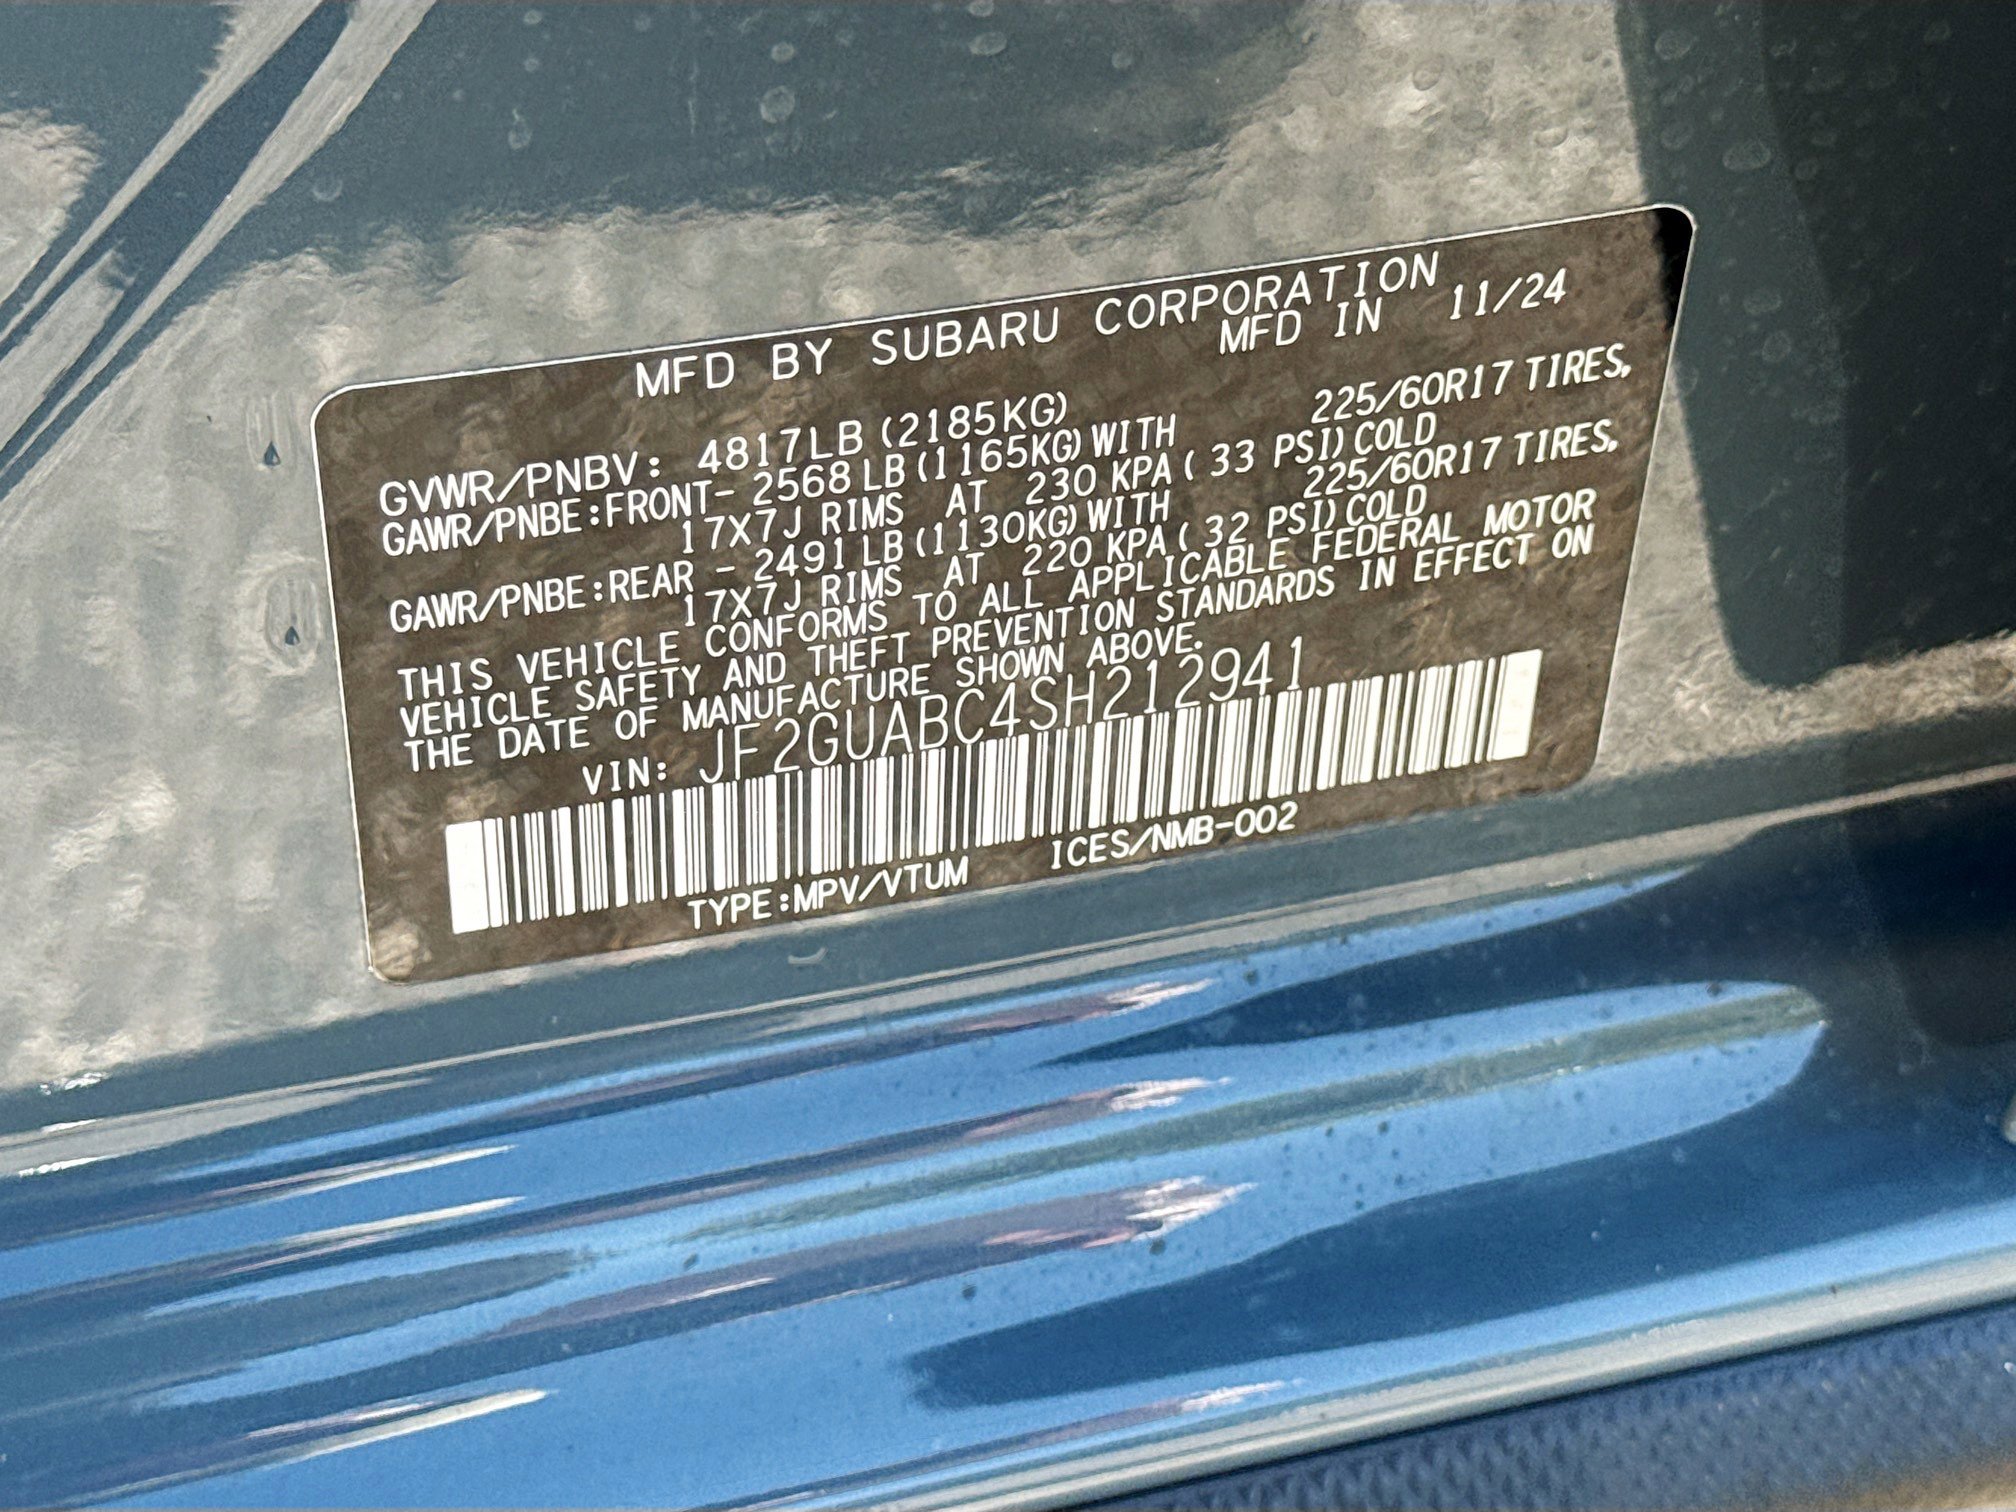 MFD BY SUBARU CORPORATION
MFD IN 11/24
GVWR/PNBV: 4817LB (2185KG)
GAWR/PNBE:FRONT- 2568 LB (1165KG) WITH 225/60R17 TIRES,
17X7J RIMS AT 230 KPA ( 33 PSI) COLD
GAWR/PNBE:REAR - 2491 LB (1130KG) WITH 225/60R17 TIRES,
17X7J RIMS AT 220 KPA ( 32 PSI) COLD
THIS VEHICLE CONFORMS TO ALL APPLICABLE FEDERAL MOTOR
VEHICLE SAFETY AND THEFT PREVENTION STANDARDS IN EFFECT ON
THE DATE OF MANUFACTURE SHOWN ABOVE.
VIN: JF2GUABC4SH212941
TYPE:MPV/VTUM ICES/NMB-002